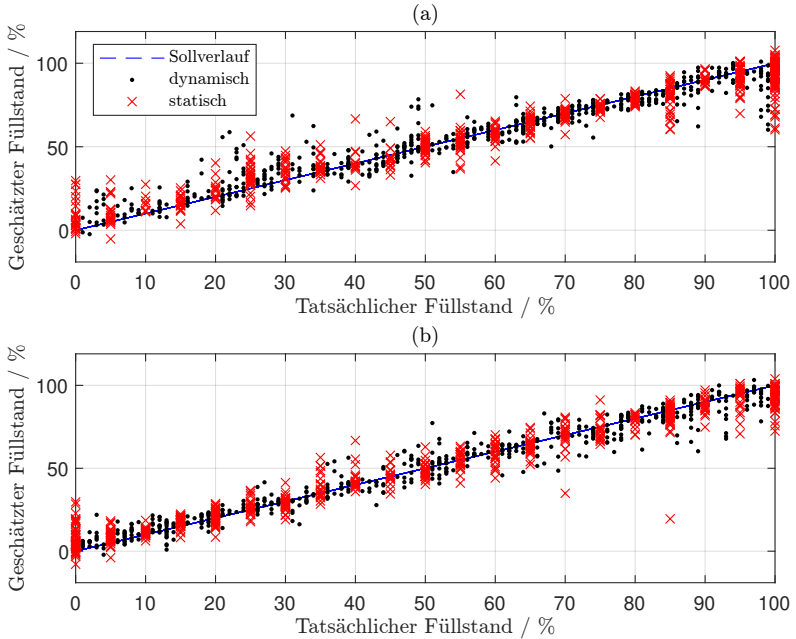 (a)
Geschätzter Füllstand / %
100
50
0
Sollverlauf
dynamisch
statisch
0 10 20 30 40 50 60 70 80 90 100
Tatsächlicher Füllstand / %
(b)
Geschätzter Füllstand / %
100
50
0
0 10 20 30 40 50 60 70 80 90 100
Tatsächlicher Füllstand / %